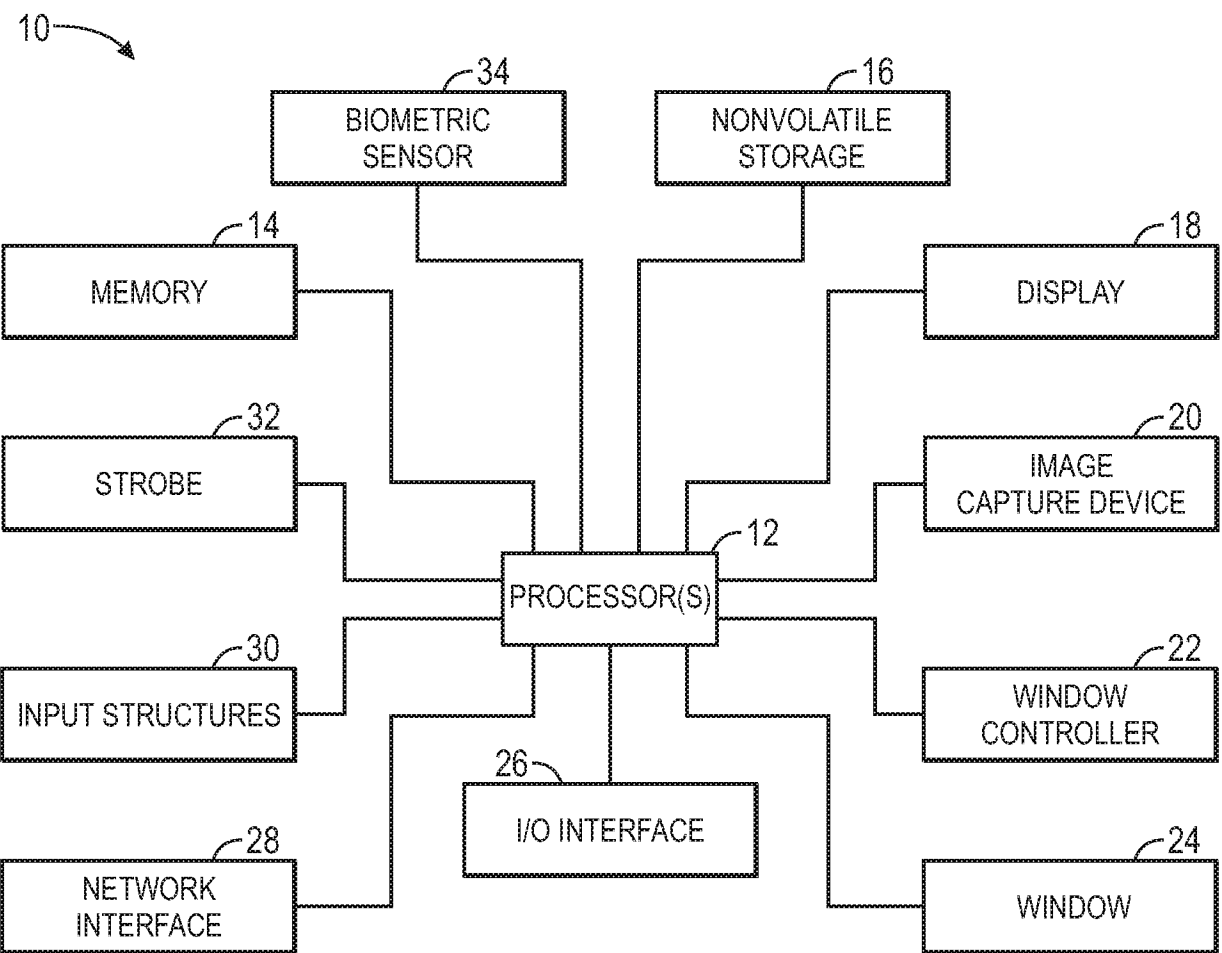 10
34
BIOMETRIC
SENSOR
16
NONVOLATILE
STORAGE
14
MEMORY
18
DISPLAY
32
STROBE
20
IMAGE
CAPTURE DEVICE
12
PROCESSOR(S)
30
INPUT STRUCTURES
22
WINDOW
CONTROLLER
26
I/O INTERFACE
28
NETWORK
INTERFACE
24
WINDOW